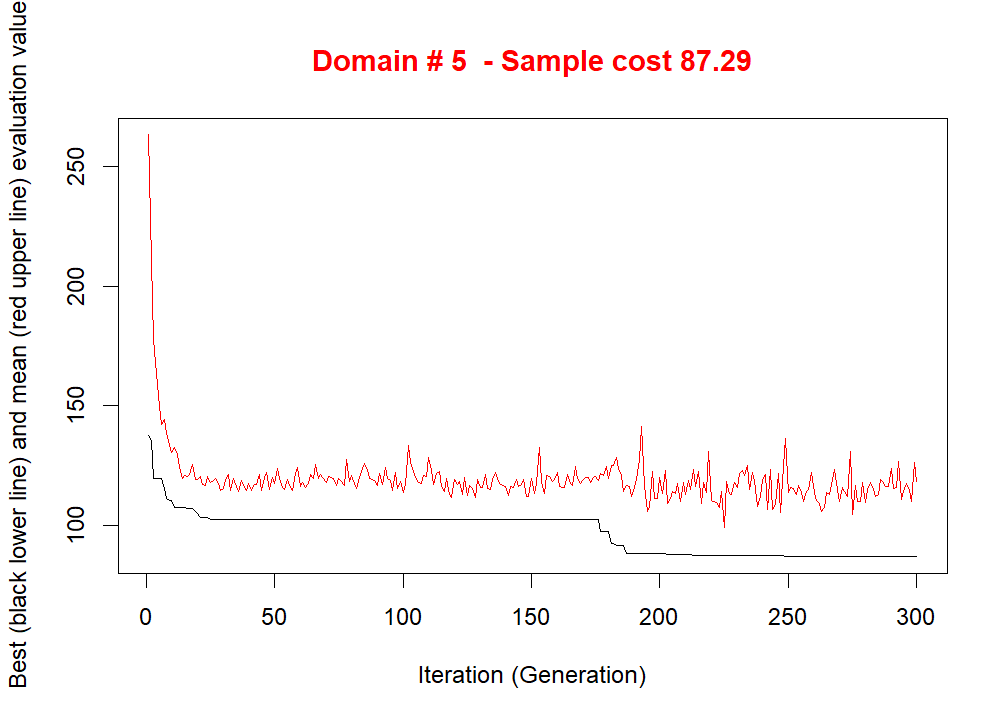 Domain # 5  - Sample cost 87.29
Best (black lower line) and mean (red upper line) evaluation value
250
200
150
100
0 50 100 150 200 250 300
Iteration (Generation)